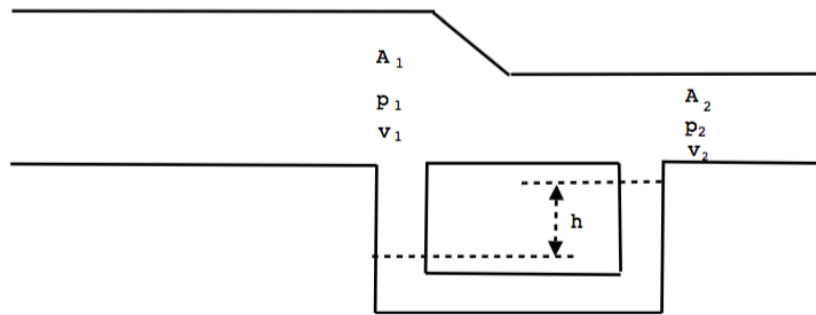 A₁
p₁
v₁
A₂
p₂
v₂
h